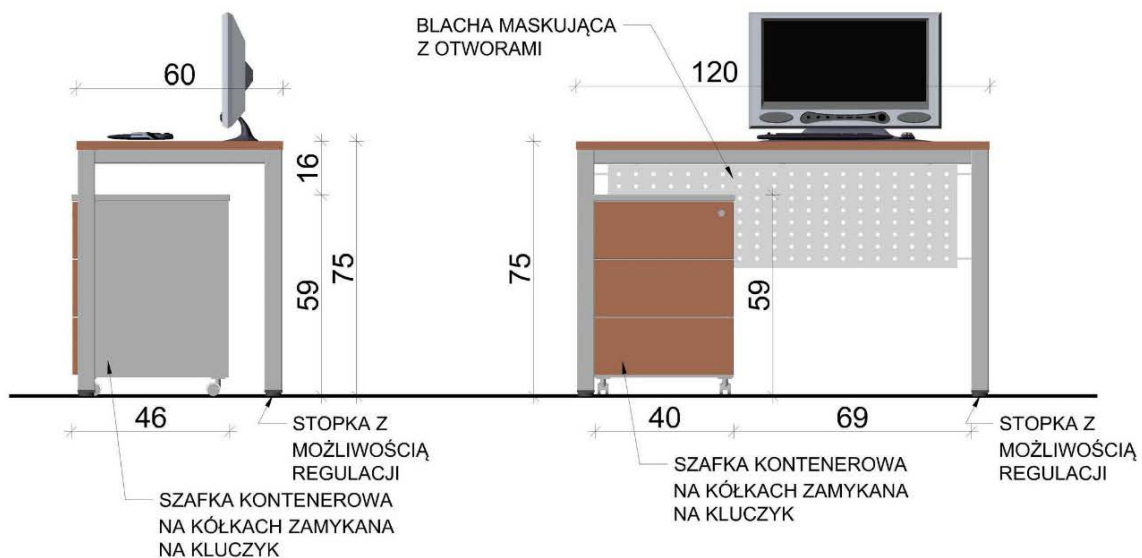 60
16
59
75
46
STOPKA Z
MOŻLIWOŚCIĄ
REGULACJI
SZAFKA KONTENEROWA
NA KÓŁKACH ZAMYKANA
NA KLUCZYK
BLACHA MASKUJĄCA
Z OTWORAMI
120
75
59
40
69
STOPKA Z
MOŻLIWOŚCIĄ
REGULACJI
SZAFKA KONTENEROWA
NA KÓŁKACH ZAMYKANA
NA KLUCZYK